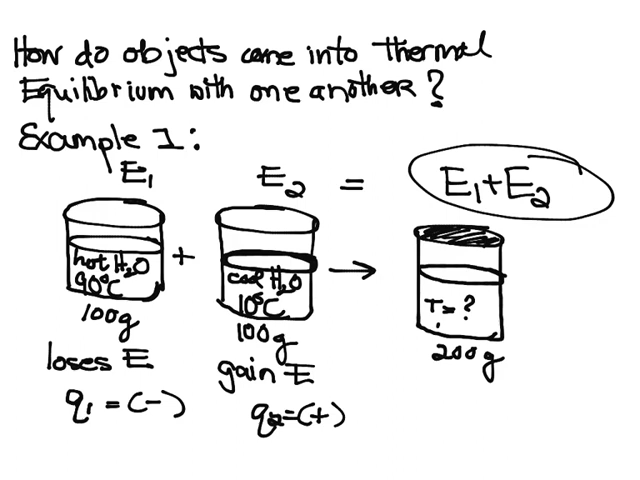 How do objects come into thermal
Equilibrium with one another?
Example 1:
E₁ E₂ = E₁+E₂
hot H₂O + cool H₂O →
90°C 10°C T = ?
100g 100g 200g
loses E gain E
q₁ = (-) q₂ = (+)